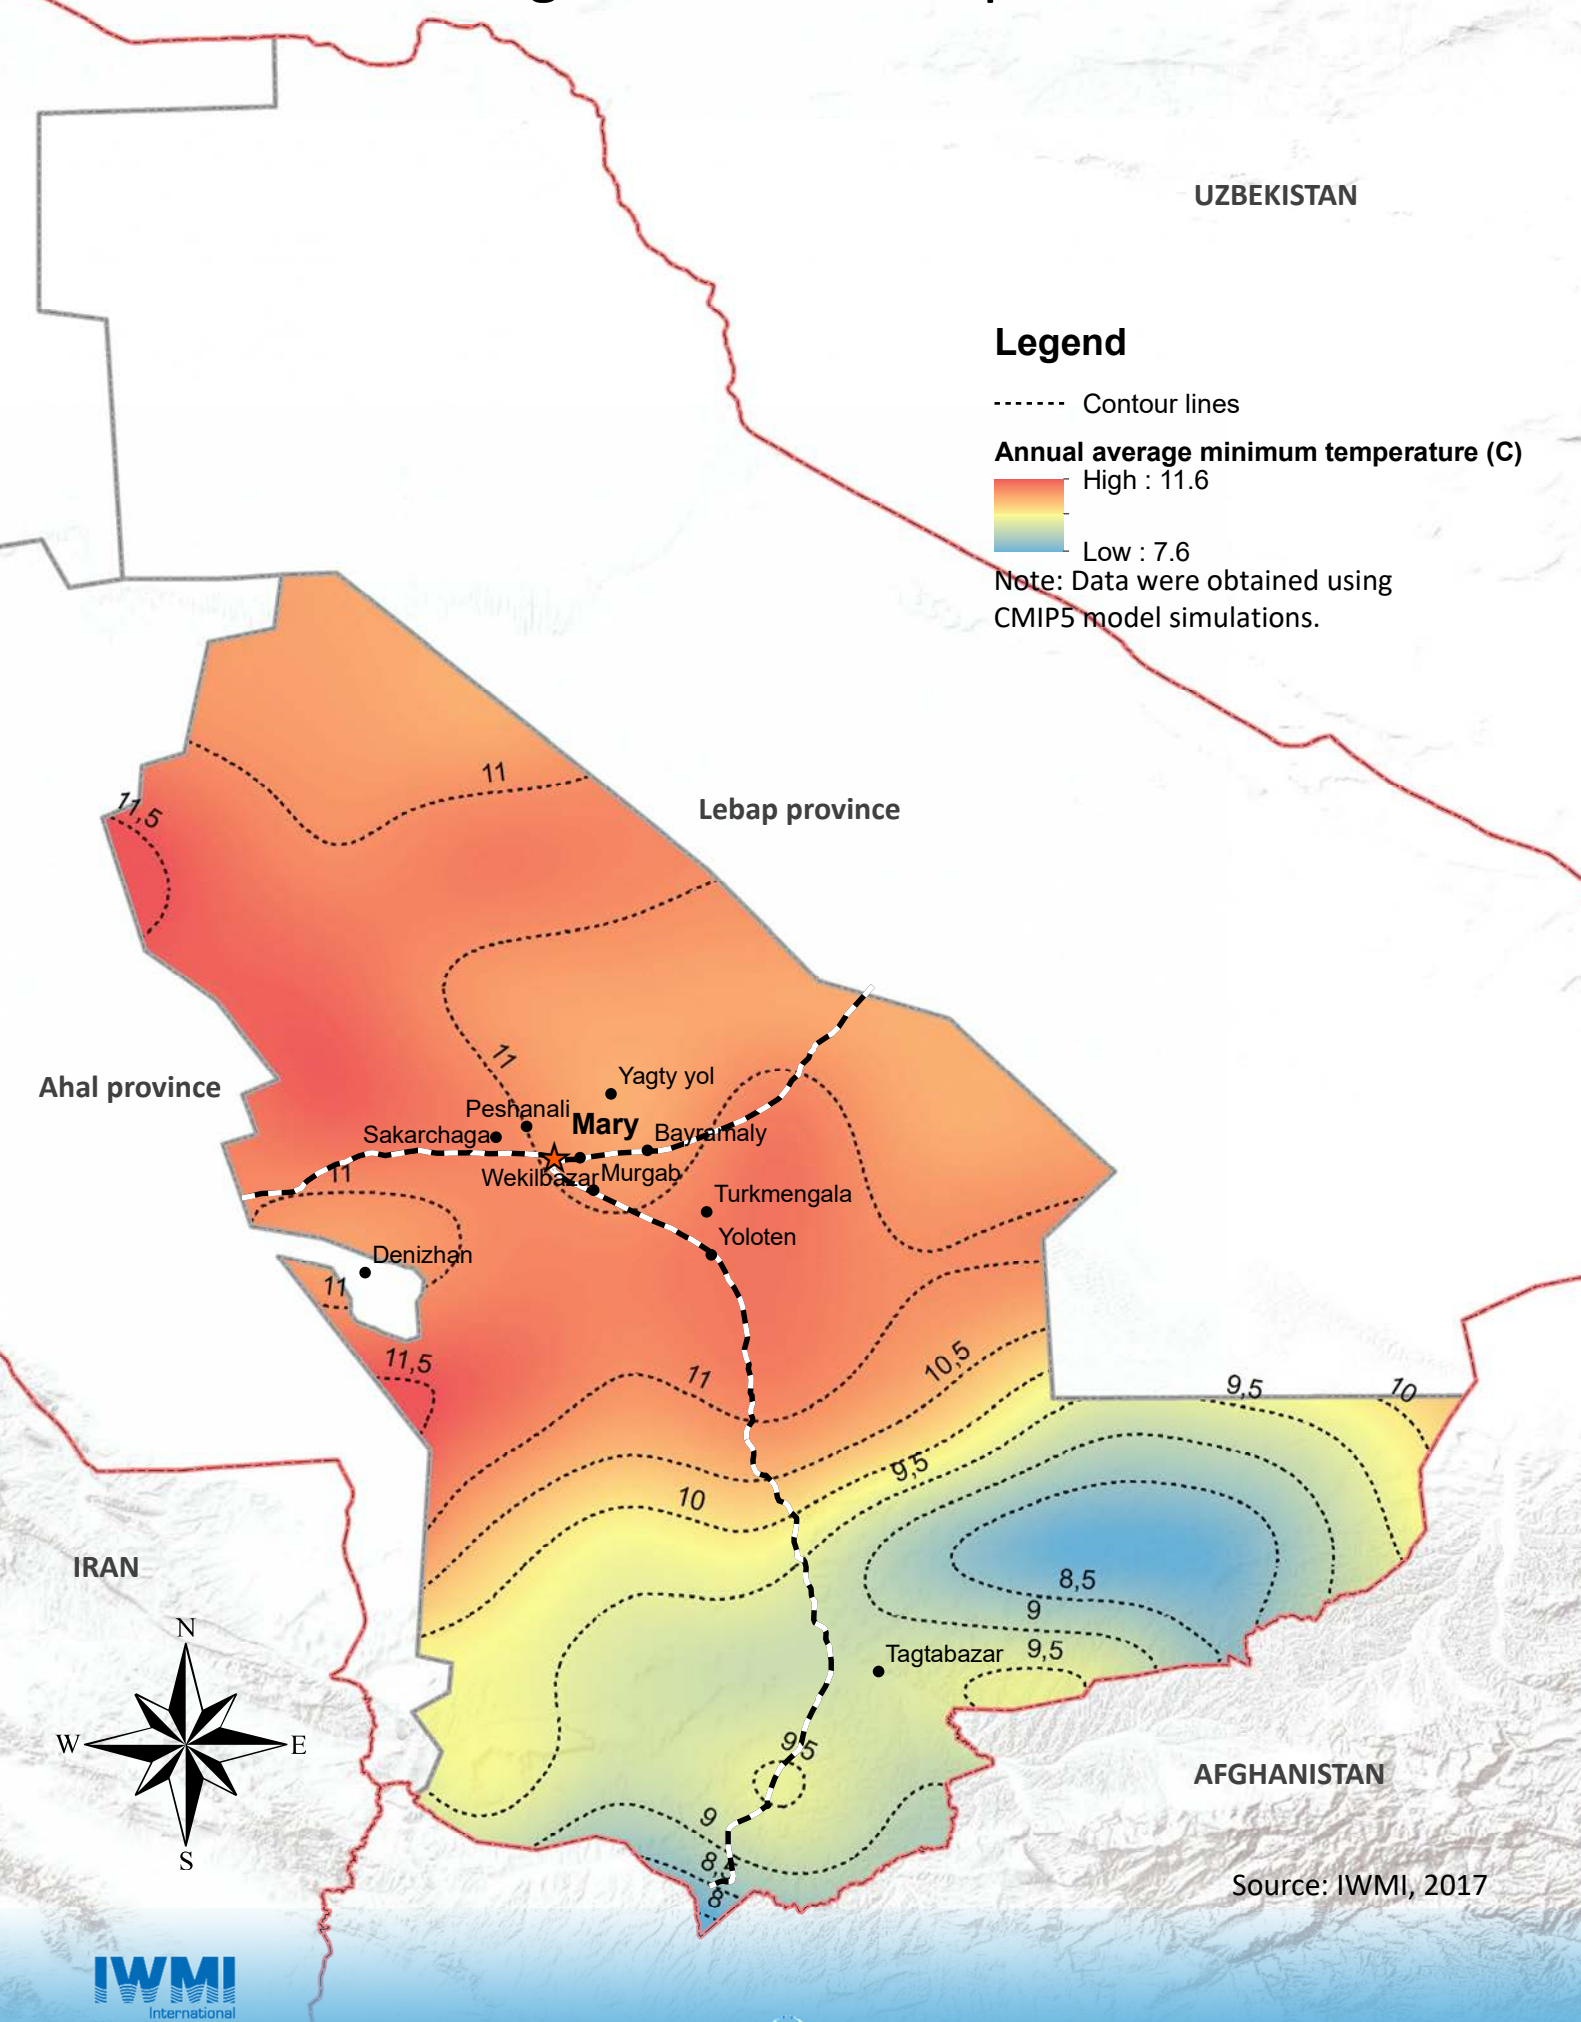 UZBEKISTAN
Legend
Contour lines
Annual average minimum temperature (C)
High : 11.6
Low : 7.6
Note: Data were obtained using
CMIP5 model simulations.
11
11,5
Lebap province
11
Ahal province
Yagty yol
Peshanali
Mary
Sakarchaga
Bayramaly
Wekilbazar
Murgab
11
Turkmengala
Yoloten
Denizhan
11
11,5
11
10,5
9,5
10
9,5
10
IRAN
8,5
9
9,5
Tagtabazar
N
W
E
S
9,5
AFGHANISTAN
9
8
Source: IWMI, 2017
IWMI
International